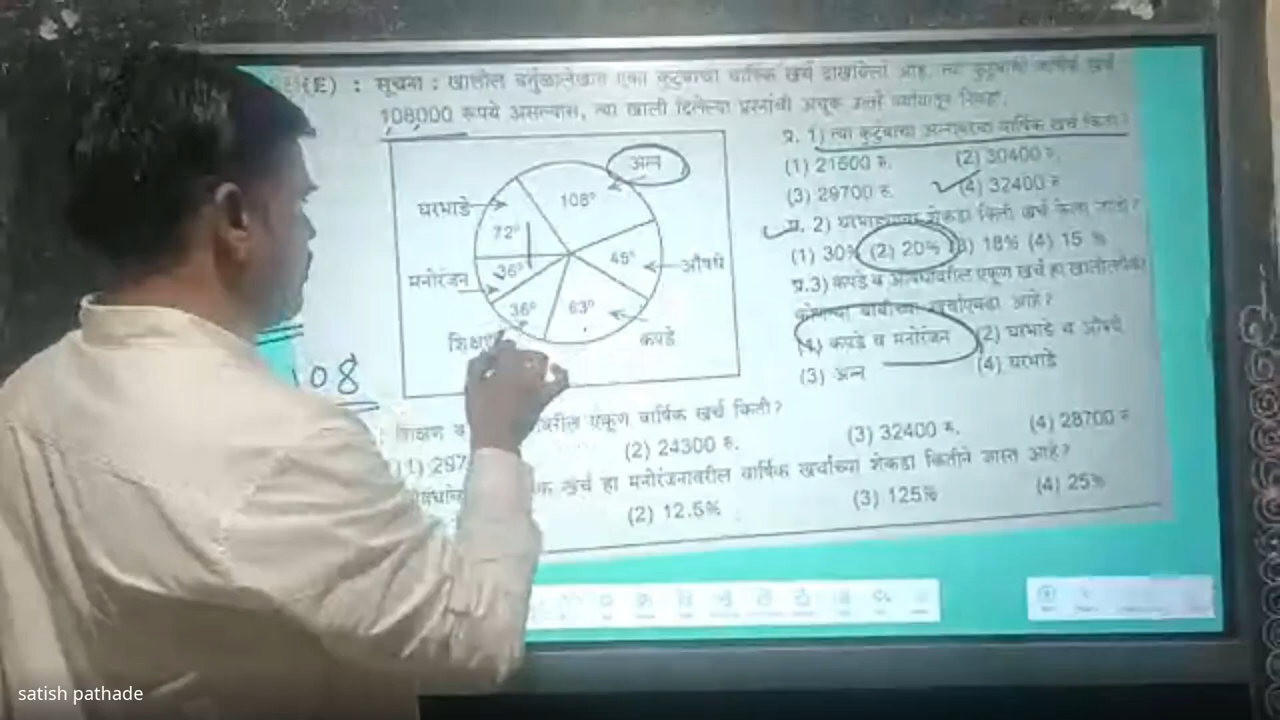 (E) : सूचना : खालील वर्तुळालेखात एका कुटुंबाचा वार्षिक खर्च दाखविला आहे. त्या कुटुंबाचा वार्षिक खर्च
108000 रूपये असल्यास, त्या खाली दिलेल्या प्रश्नांची अचूक उत्तरे पर्यायातून निवडा.
अन्न
108°
घरभाडे
72°
45°
औषधे
मनोरंजन
36°
36°
63°
शिक्षण
कपडे
108
प्र. 1) त्या कुटुंबाचा अन्नावरचा वार्षिक खर्च किती?
(1) 21600 रु. (2) 30400 रु.
(3) 29700 रु. (4) 32400 रु.
प्र. 2) शेकडा किती खर्च केला जातो?
(1) 30% (2) 20% (3) 18% (4) 15 %
प्र.3) कपडे व औषधांवरील एकूण खर्च हा खालीलपैकी
कोणत्या बाबींच्या खर्चाएवढा आहे?
(1) कपडे व मनोरंजन (2) घरभाडे व औषधे
(3) अन्न (4) घरभाडे
शिक्षण व वरील एकूण वार्षिक खर्च किती?
(1) 297 (2) 24300 रु. (3) 32400 रु. (4) 28700 रु
खर्च हा मनोरंजनावरील वार्षिक खर्चाच्या शेकडा कितीने जास्त आहे?
(2) 12.5% (3) 125% (4) 25%
satish pathade